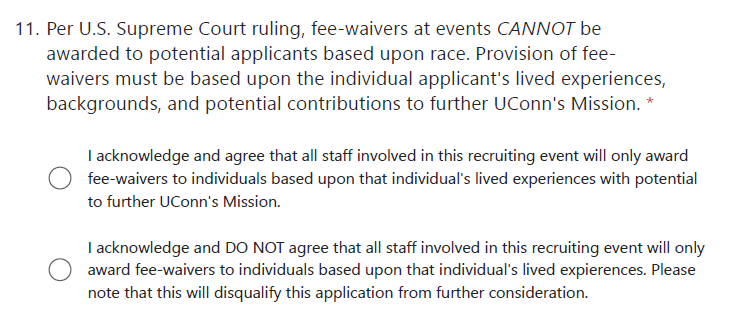 11. Per U.S. Supreme Court ruling, fee-waivers at events CANNOT be
awarded to potential applicants based upon race. Provision of fee-
waivers must be based upon the individual applicant's lived experiences,
backgrounds, and potential contributions to further UConn's Mission. *
I acknowledge and agree that all staff involved in this recruiting event will only award
fee-waivers to individuals based upon that individual's lived experiences with potential
to further UConn's Mission.
I acknowledge and DO NOT agree that all staff involved in this recruiting event will only
award fee-waivers to individuals based upon that individual's lived expierences. Please
note that this will disqualify this application from further consideration.